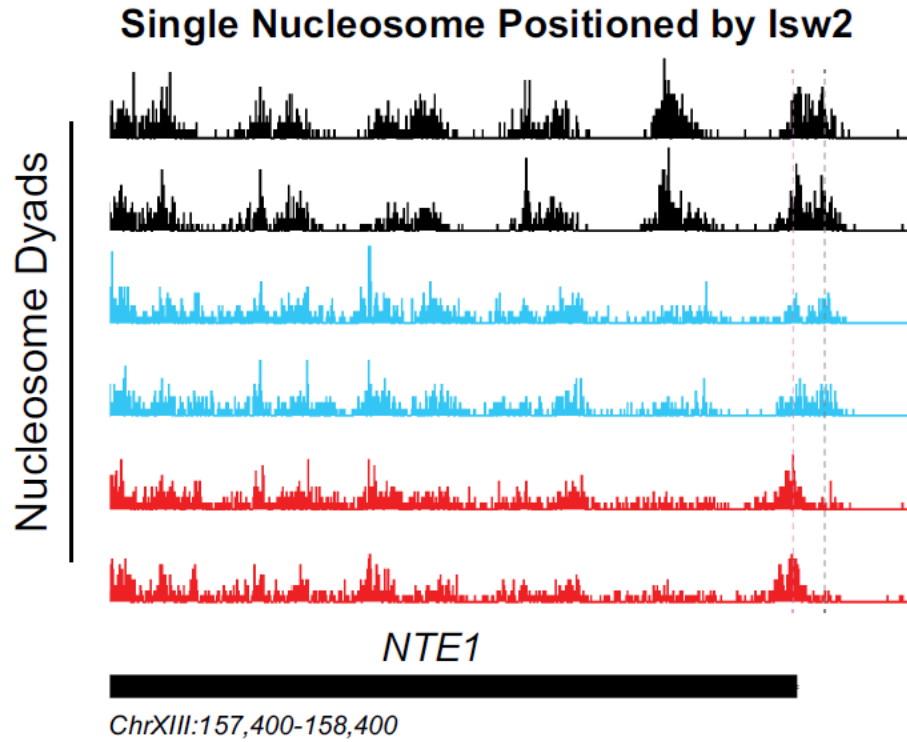 Single Nucleosome Positioned by Isw2
Nucleosome Dyads
NTE1
ChrXIII:157,400-158,400